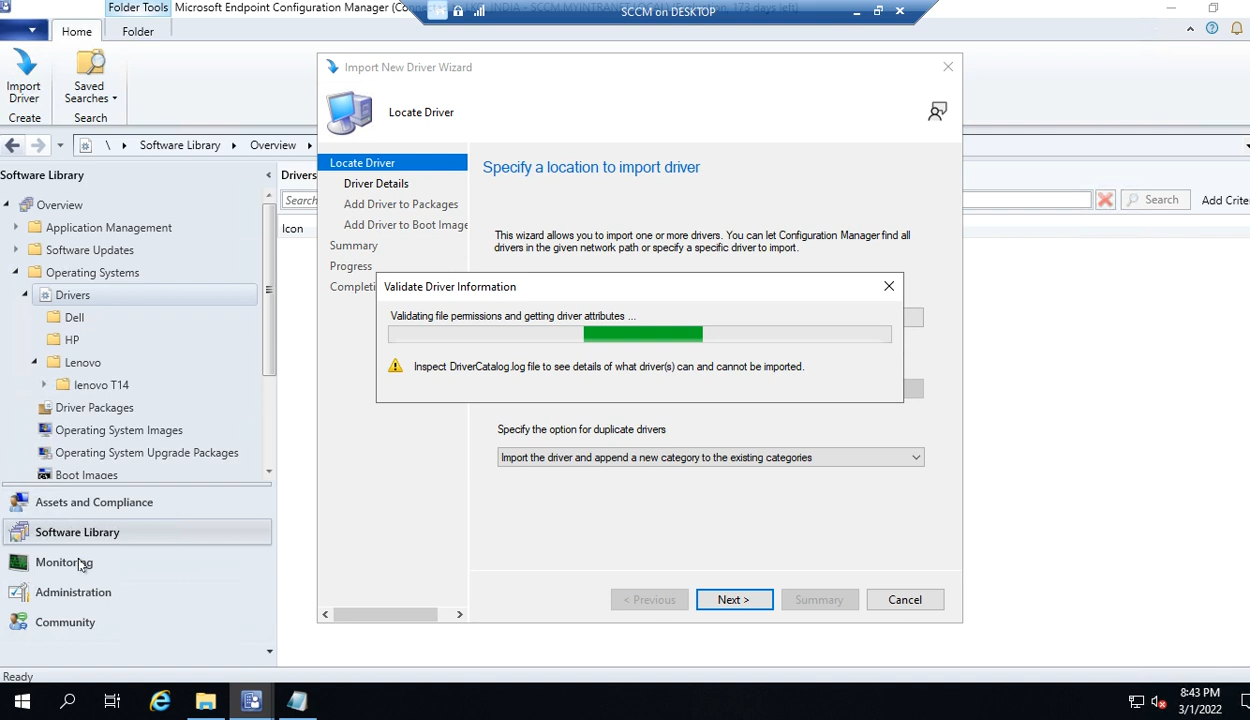 Folder Tools
Microsoft Endpoint Configuration Manager (Con
173 days left)
SCCM on DESKTOP
Home
Folder
Import Driver
Saved Searches
Create
Search
\ Software Library Overview
Software Library
Overview
Application Management
Software Updates
Operating Systems
Drivers
Dell
HP
Lenovo
lenovo T14
Driver Packages
Operating System Images
Operating System Upgrade Packages
Boot Images
Assets and Compliance
Software Library
Monitoring
Administration
Community
Drivers
Search
Search
Add Crite
Icon
Import New Driver Wizard
Locate Driver
Locate Driver
Driver Details
Add Driver to Packages
Add Driver to Boot Image
Summary
Progress
Completi
Specify a location to import driver
This wizard allows you to import one or more drivers. You can let Configuration Manager find all
drivers in the given network path or specify a specific driver to import.
Validate Driver Information
Validating file permissions and getting driver attributes ...
Inspect DriverCatalog.log file to see details of what driver(s) can and cannot be imported.
Specify the option for duplicate drivers
Import the driver and append a new category to the existing categories
< Previous
Next >
Summary
Cancel
Ready
8:43 PM
3/1/2022